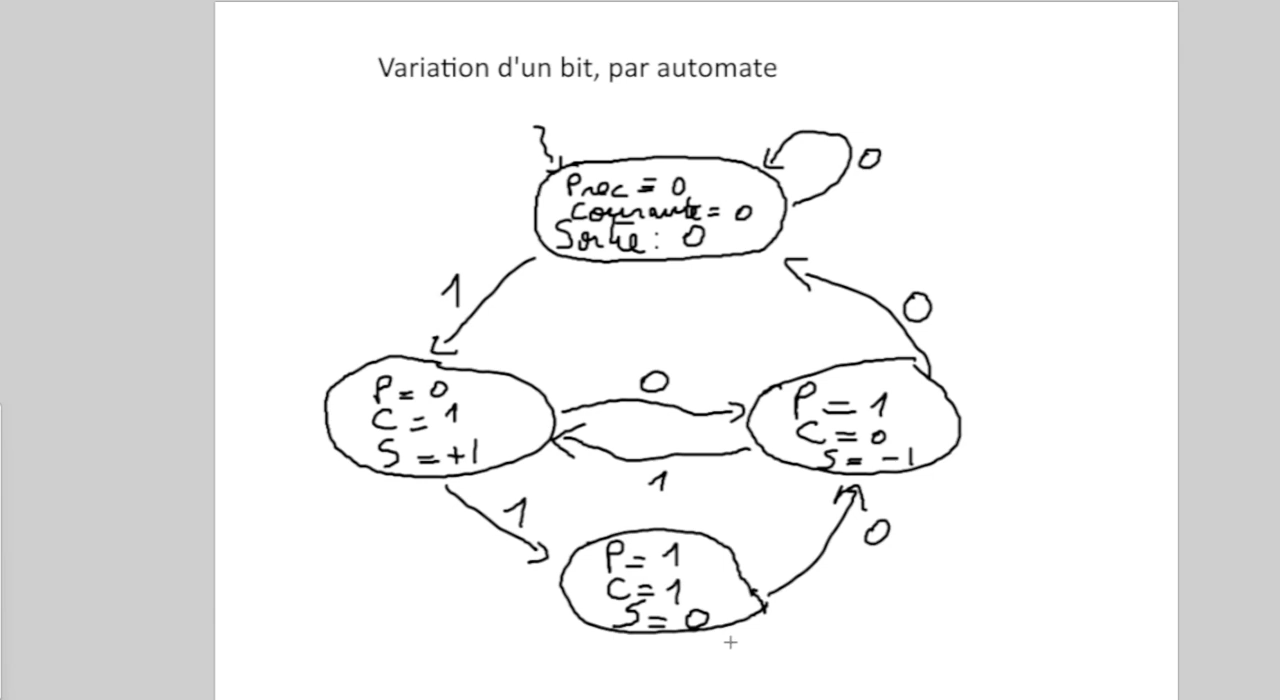 Variation d'un bit, par automate
0
Prec = 0
Courante = 0
Sortie : 0
1
0
0
P = 0
C = 1
S = +1
P = 1
C = 0
S = -1
1
1
0
P = 1
C = 1
S = 0